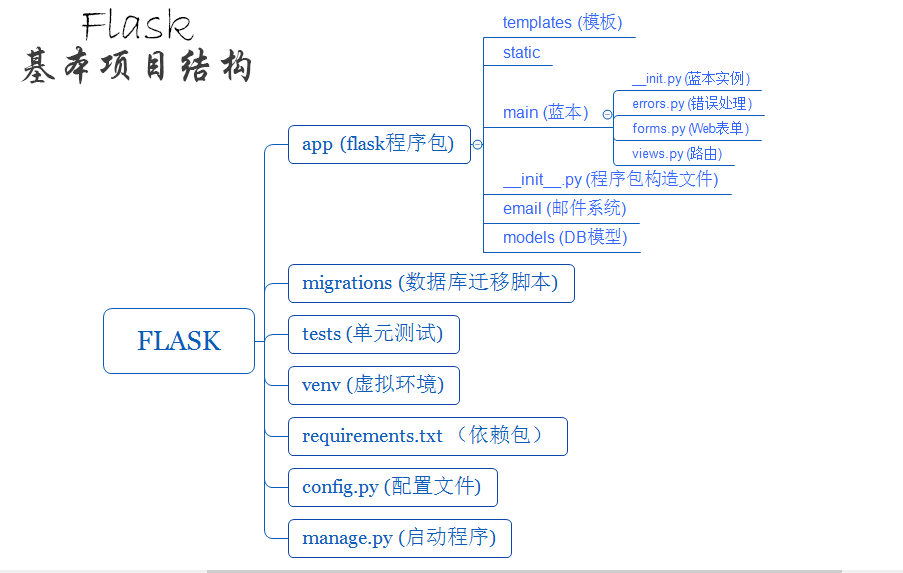 Flask
基本项目结构
FLASK
app (flask程序包)
templates (模板)
static
main (蓝本)
__init.py (蓝本实例)
errors.py (错误处理)
forms.py (Web表单)
views.py (路由)
__init__.py (程序包构造文件)
email (邮件系统)
models (DB模型)
migrations (数据库迁移脚本)
tests (单元测试)
venv (虚拟环境)
requirements.txt （依赖包）
config.py (配置文件)
manage.py (启动程序)